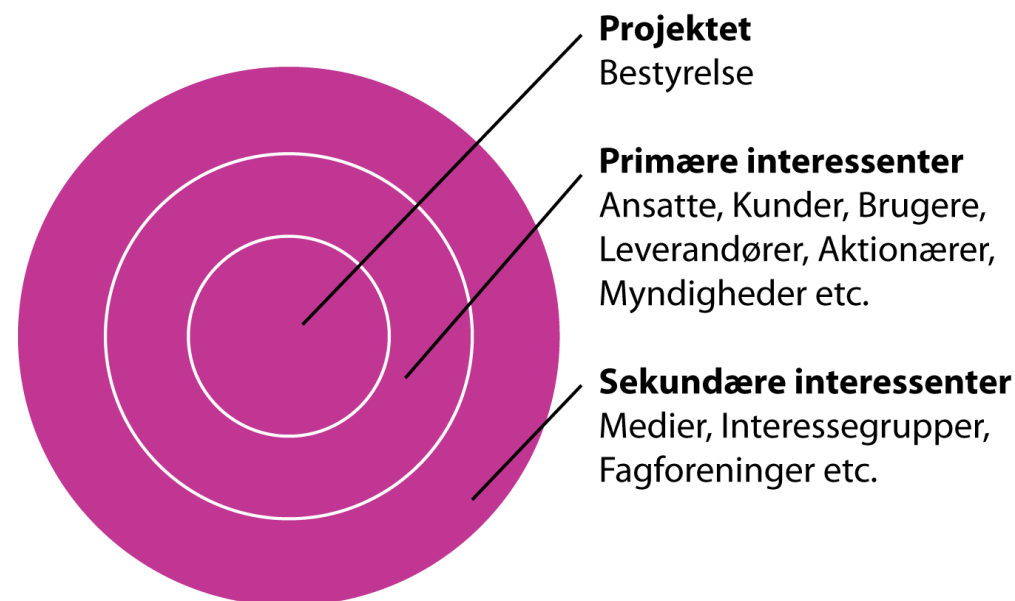 Projektet
Bestyrelse
Primære interessenter
Ansatte, Kunder, Brugere,
Leverandører, Aktionærer,
Myndigheder etc.
Sekundære interessenter
Medier, Interessegrupper,
Fagforeninger etc.